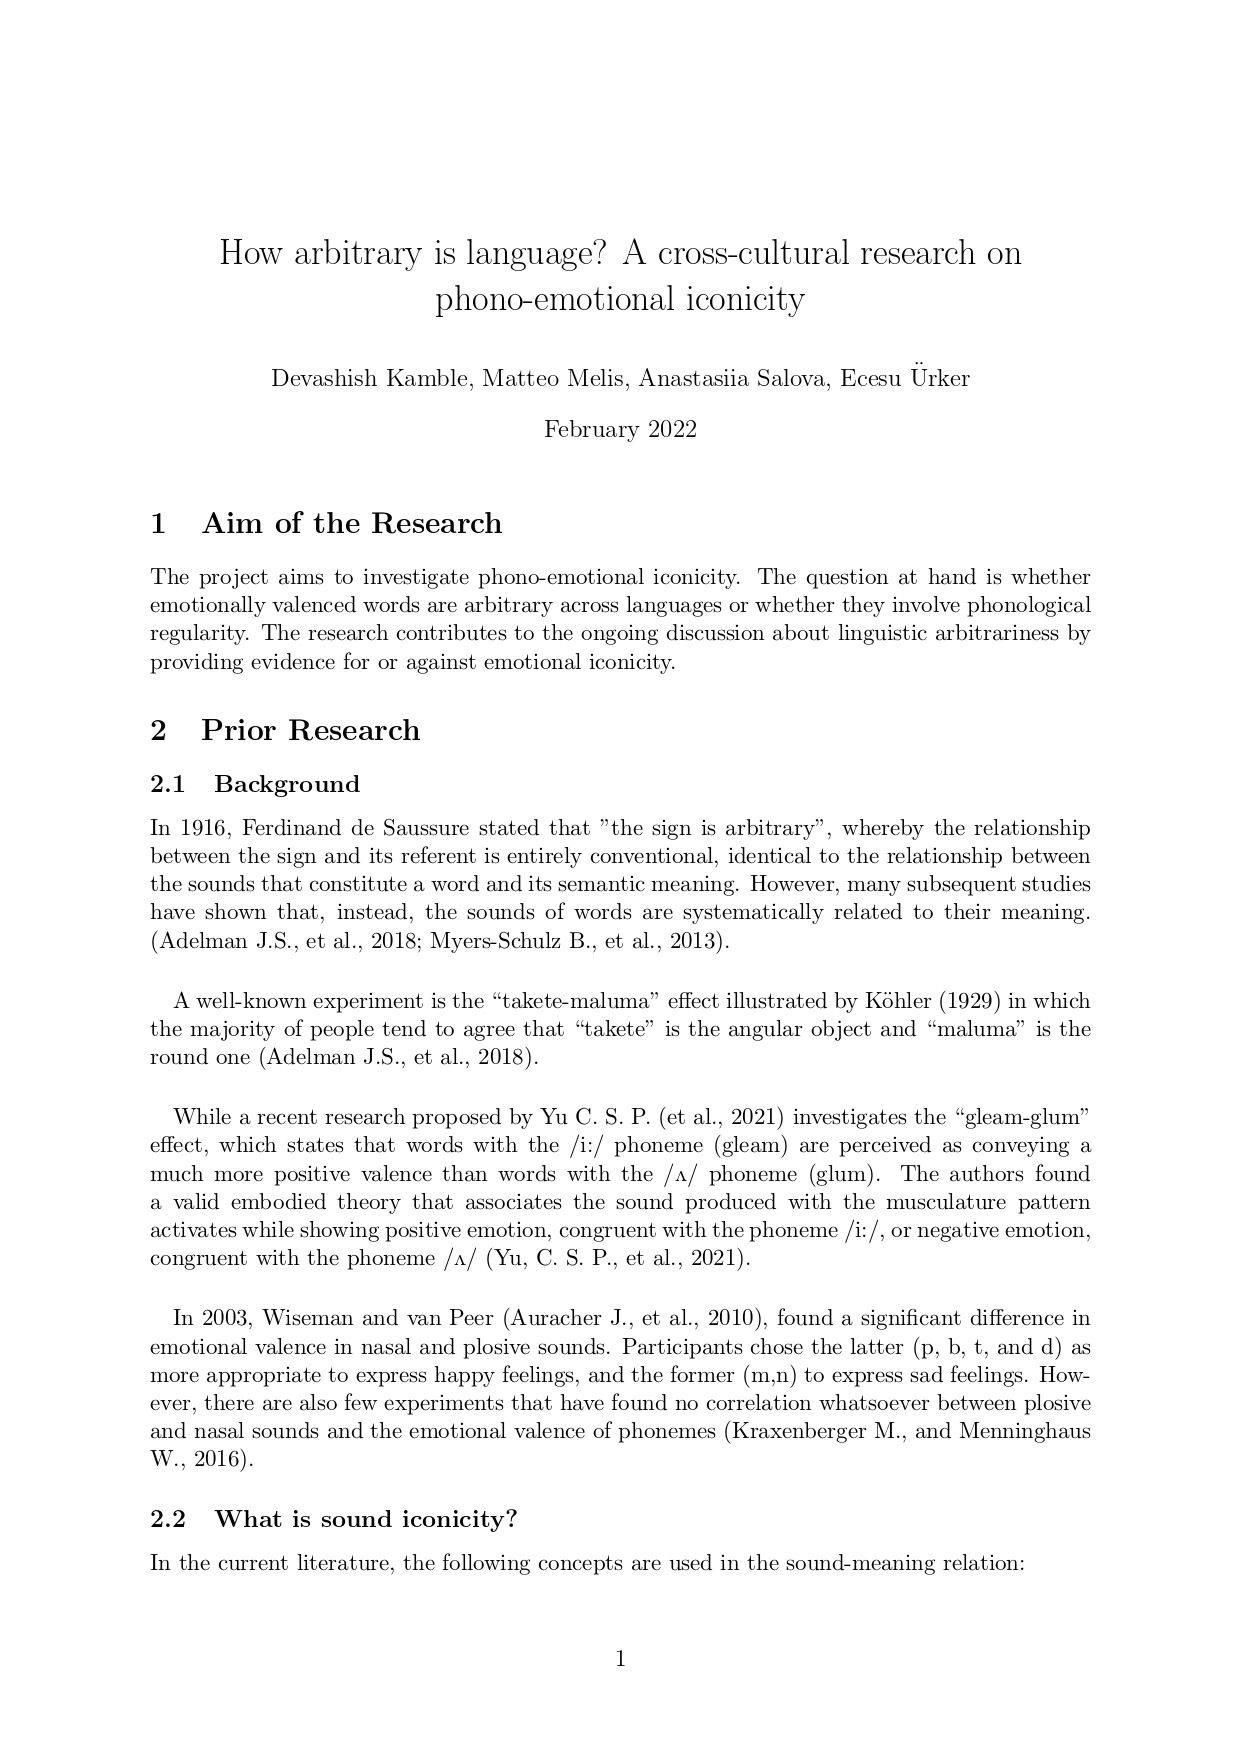 How arbitrary is language? A cross-cultural research on
phono-emotional iconicity
Devashish Kamble, Matteo Melis, Anastasiia Salova, Ecesu Ürker
February 2022
1 Aim of the Research
The project aims to investigate phono-emotional iconicity. The question at hand is whether
emotionally valenced words are arbitrary across languages or whether they involve phonological
regularity. The research contributes to the ongoing discussion about linguistic arbitrariness by
providing evidence for or against emotional iconicity.
2 Prior Research
2.1 Background
In 1916, Ferdinand de Saussure stated that ”the sign is arbitrary”, whereby the relationship
between the sign and its referent is entirely conventional, identical to the relationship between
the sounds that constitute a word and its semantic meaning. However, many subsequent studies
have shown that, instead, the sounds of words are systematically related to their meaning.
(Adelman J.S., et al., 2018; Myers-Schulz B., et al., 2013).
A well-known experiment is the “takete-maluma” effect illustrated by Köhler (1929) in which
the majority of people tend to agree that “takete” is the angular object and “maluma” is the
round one (Adelman J.S., et al., 2018).
While a recent research proposed by Yu C. S. P. (et al., 2021) investigates the “gleam-glum”
effect, which states that words with the /i:/ phoneme (gleam) are perceived as conveying a
much more positive valence than words with the /ʌ/ phoneme (glum). The authors found
a valid embodied theory that associates the sound produced with the musculature pattern
activates while showing positive emotion, congruent with the phoneme /i:/, or negative emotion,
congruent with the phoneme /ʌ/ (Yu, C. S. P., et al., 2021).
In 2003, Wiseman and van Peer (Auracher J., et al., 2010), found a significant difference in
emotional valence in nasal and plosive sounds. Participants chose the latter (p, b, t, and d) as
more appropriate to express happy feelings, and the former (m,n) to express sad feelings. How-
ever, there are also few experiments that have found no correlation whatsoever between plosive
and nasal sounds and the emotional valence of phonemes (Kraxenberger M., and Menninghaus
W., 2016).
2.2 What is sound iconicity?
In the current literature, the following concepts are used in the sound-meaning relation:
1